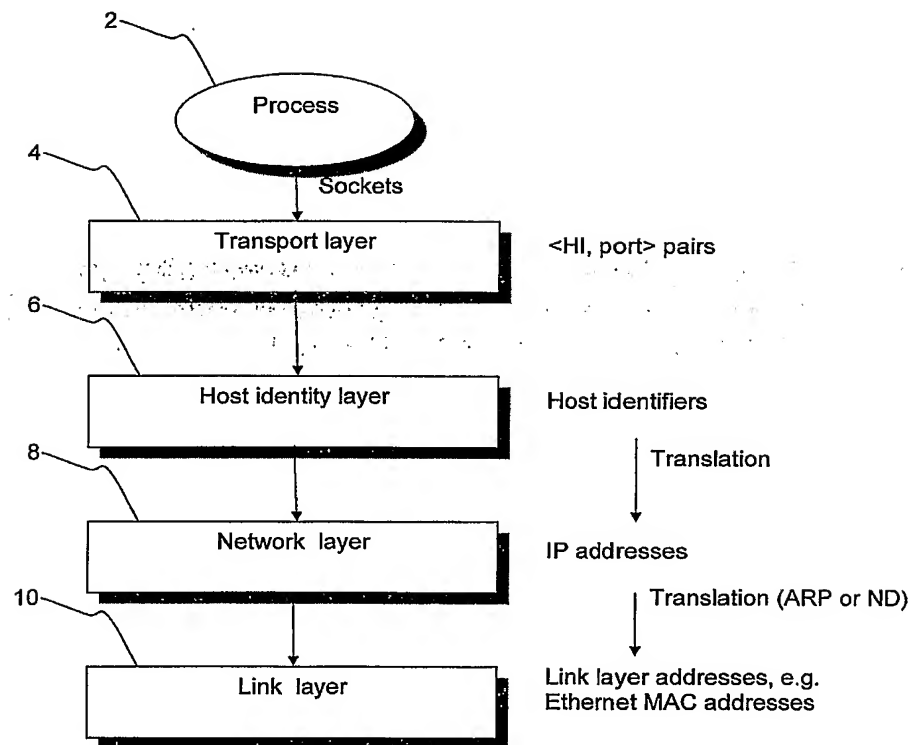 2
Process
4
Sockets
Transport layer
<HI, port> pairs
6
Host identity layer
Host identifiers
8
Translation
Network layer
IP addresses
10
Translation (ARP or ND)
Link layer
Link layer addresses, e.g.
Ethernet MAC addresses